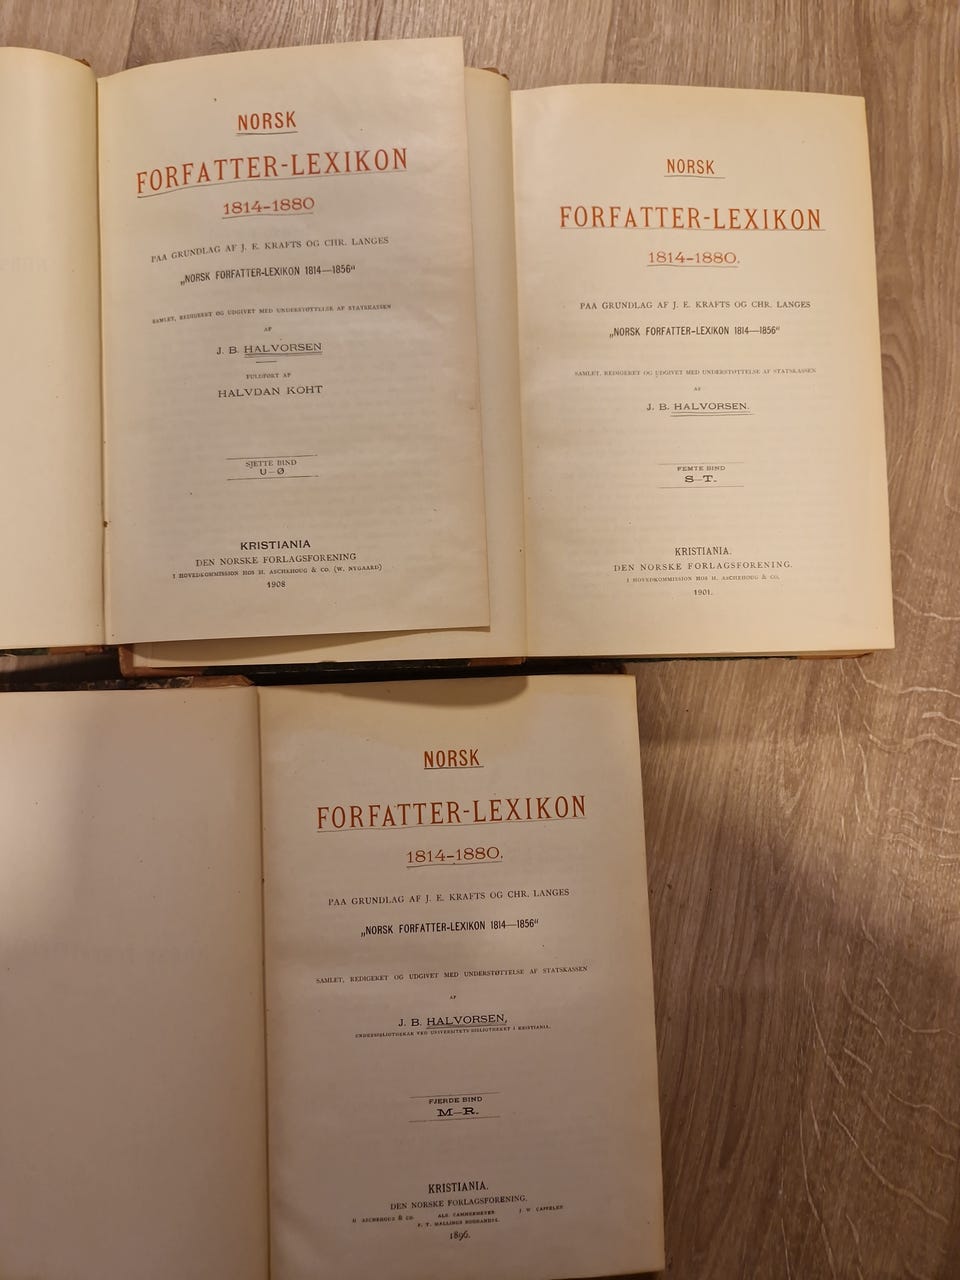 NORSK
FORFATTER-LEXIKON
1814-1880
PAA GRUNDLAG AF J. E. KRAFTS OG CHR. LANGES
„NORSK FORFATTER-LEXIKON 1814—1856“
SAMLET, REDIGERET OG UDGIVET MED UNDERSTØTTELSE AF STATSKASSEN
AF
J. B. HALVORSEN
FULDFØRT AF
HALVDAN KOHT
SJETTE BIND
U—Ø
KRISTIANIA
DEN NORSKE FORLAGSFORENING
I HOVEDKOMMISSION HOS H. ASCHEHOUG & CO. (W. NYGAARD)
1908
NORSK
FORFATTER-LEXIKON
1814-1880.
PAA GRUNDLAG AF J. E. KRAFTS OG CHR. LANGES
„NORSK FORFATTER-LEXIKON 1814—1856“
SAMLET, REDIGERET OG UDGIVET MED UNDERSTØTTELSE AF STATSKASSEN
AF
J. B. HALVORSEN.
FEMTE BIND
S—T.
KRISTIANIA.
DEN NORSKE FORLAGSFORENING.
I HOVEDKOMMISSION HOS H. ASCHEHOUG & CO.
1901.
NORSK
FORFATTER-LEXIKON
1814-1880.
PAA GRUNDLAG AF J. E. KRAFTS OG CHR. LANGES
„NORSK FORFATTER-LEXIKON 1814—1856“
SAMLET, REDIGERET OG UDGIVET MED UNDERSTØTTELSE AF STATSKASSEN
AF
J. B. HALVORSEN,
UNDERBIBLIOTHEKAR VED UNIVERSITETS-BIBLIOTHEKET I KRISTIANIA.
FJERDE BIND
M—R.
KRISTIANIA.
DEN NORSKE FORLAGSFORENING.
H. ASCHEHOUG & CO. ALB. CAMMERMEYER J. W. CAPPELEN
P. T. MALLINGS BOGHANDEL.
1896.